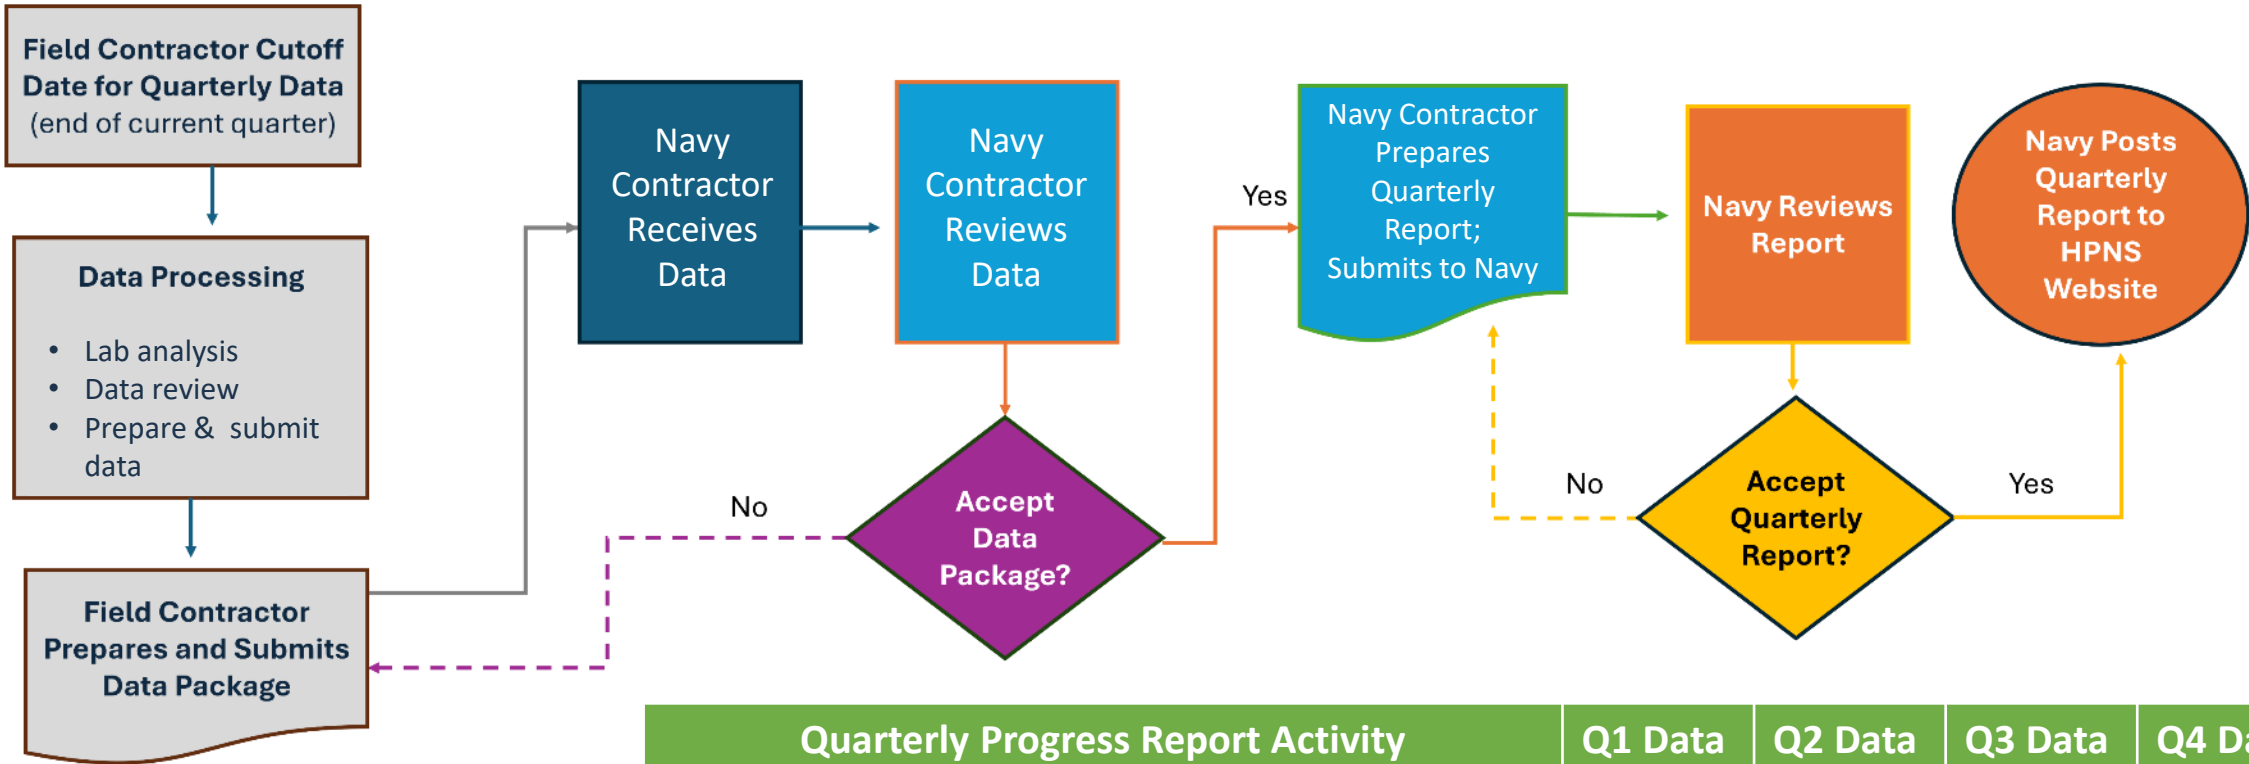 Field Contractor Cutoff
Date for Quarterly Data
(end of current quarter)
Data Processing
• Lab analysis
• Data review
• Prepare & submit
data
Field Contractor
Prepares and Submits
Data Package
Navy
Contractor
Receives
Data
Navy
Contractor
Reviews
Data
Accept
Data
Package?
No
Yes
Navy Contractor
Prepares
Quarterly
Report;
Submits to Navy
Navy Reviews
Report
Accept
Quarterly
Report?
No
Yes
Navy Posts
Quarterly
Report to
HPNS
Website
Quarterly Progress Report Activity
Q1 Data
Q2 Data
Q3 Data
Q4